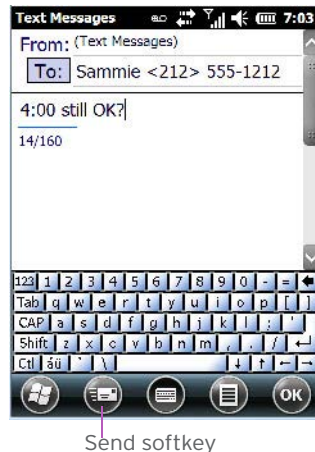 Text Messages 7:03
From: (Text Messages)
To: Sammie <212> 555-1212
4:00 still OK?
14/160
123 1 2 3 4 5 6 7 8 9 0 - =
Tab q w e r t y u i o p [ ]
CAP a s d f g h j k l ; '
Shift z x c v b n m , . /
Ctl áü ` \
OK
Send softkey